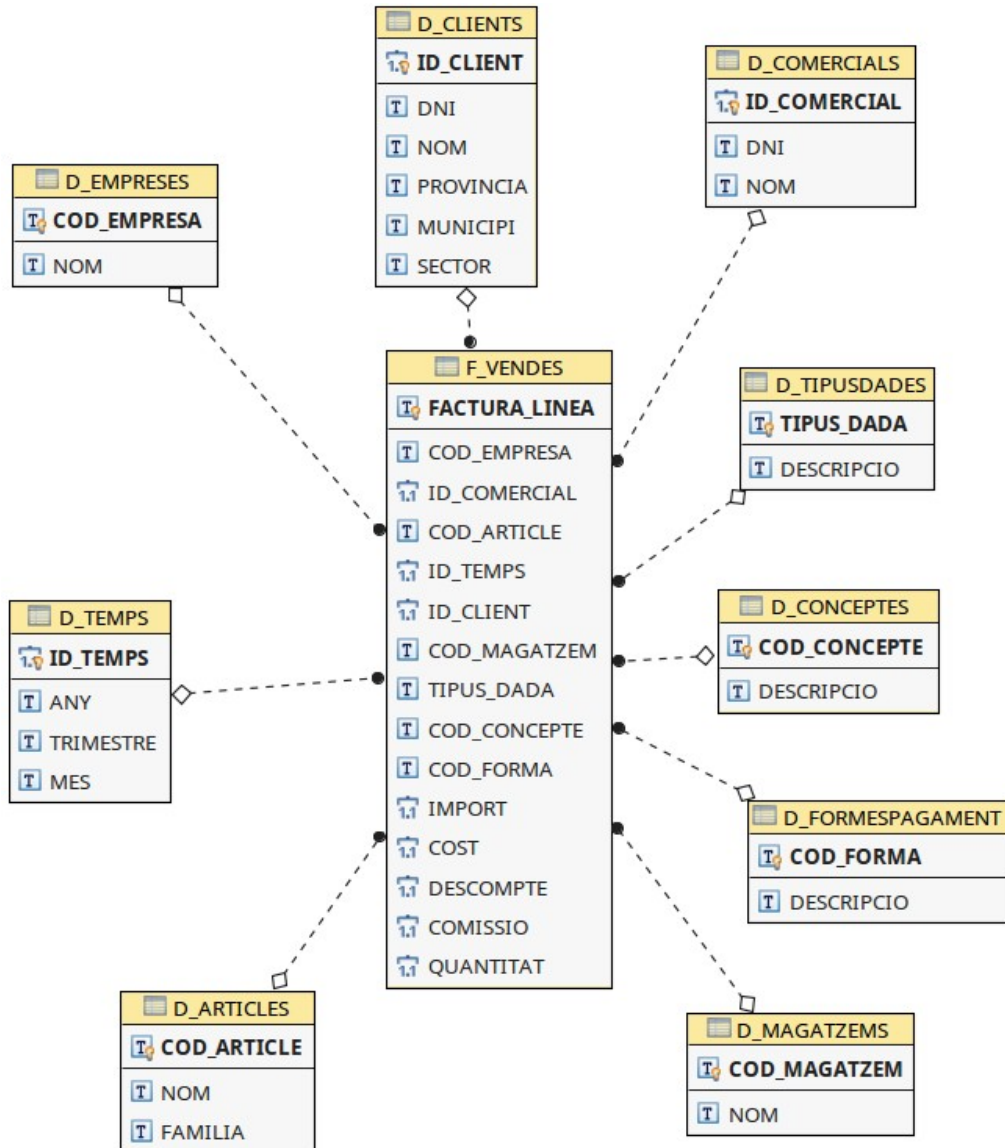 D_CLIENTS
ID_CLIENT
DNI
NOM
PROVINCIA
MUNICIPI
SECTOR
D_COMERCIALS
ID_COMERCIAL
DNI
NOM
D_EMPRESES
COD_EMPRESA
NOM
F_VENDES
FACTURA_LINEA
COD_EMPRESA
ID_COMERCIAL
COD_ARTICLE
ID_TEMPS
ID_CLIENT
COD_MAGATZEM
TIPUS_DADA
COD_CONCEPTE
COD_FORMA
IMPORT
COST
DESCOMPTE
COMISSIO
QUANTITAT
D_TIPUSDADES
TIPUS_DADA
DESCRIPCIO
D_CONCEPTES
COD_CONCEPTE
DESCRIPCIO
D_TEMPS
ID_TEMPS
ANY
TRIMESTRE
MES
D_FORMESPAGAMENT
COD_FORMA
DESCRIPCIO
D_ARTICLES
COD_ARTICLE
NOM
FAMILIA
D_MAGATZEMS
COD_MAGATZEM
NOM